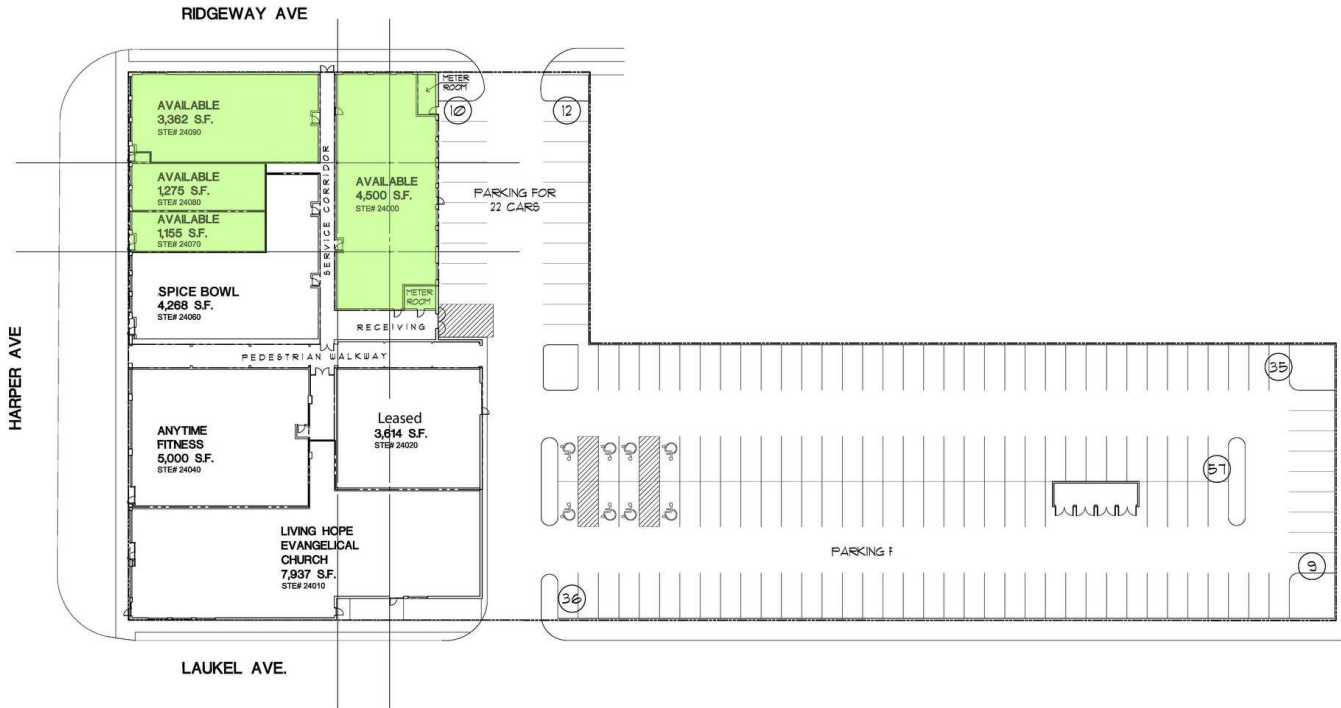 RIDGEWAY AVE
METER
ROOM
10
12
AVAILABLE
3,362 S.F.
STE# 24090
AVAILABLE
1,275 S.F.
STE# 24080
AVAILABLE
1,155 S.F.
STE# 24070
SERVICE CORRIDOR
AVAILABLE
4,500 S.F.
STE# 24000
PARKING FOR
22 CARS
SPICE BOWL
4,268 S.F.
STE# 24060
METER
ROOM
RECEIVING
PEDESTRIAN WALKWAY
HARPER AVE
ANYTIME
FITNESS
5,000 S.F.
STE# 24040
Leased
3,614 S.F.
STE# 24020
35
57
LIVING HOPE
EVANGELICAL
CHURCH
7,937 S.F.
STE# 24010
PARKING F
9
36
LAUKEL AVE.